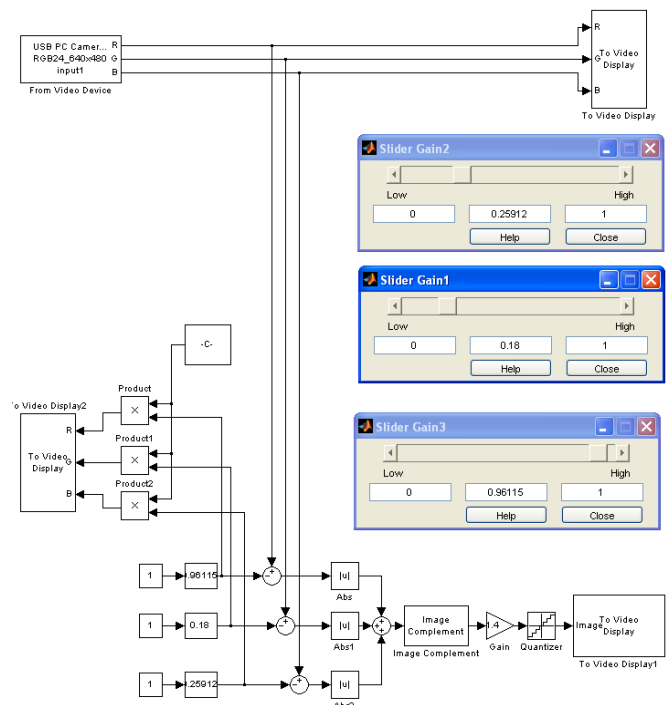 USB PC Camer...
RGB24_640x480
input1
R
G
B
From Video Device
R
G
B
To Video
Display
To Video Display
Slider Gain2
Low
High
0
0.25912
1
Help
Close
Slider Gain1
Low
High
0
0.18
1
Help
Close
-C-
Product
×
Product1
×
Product2
×
o Video Display2
R
G
B
To Video
Display
Slider Gain3
Low
High
0
0.96115
1
Help
Close
1
.96115
- +
|u|
Abs
1
0.18
- +
|u|
Abs1
1
.25912
- +
|u|
Abs2
+
+
+
Image
Complement
Image Complement
1.4
Gain
Quantizer
Image
To Video
Display
To Video Display1